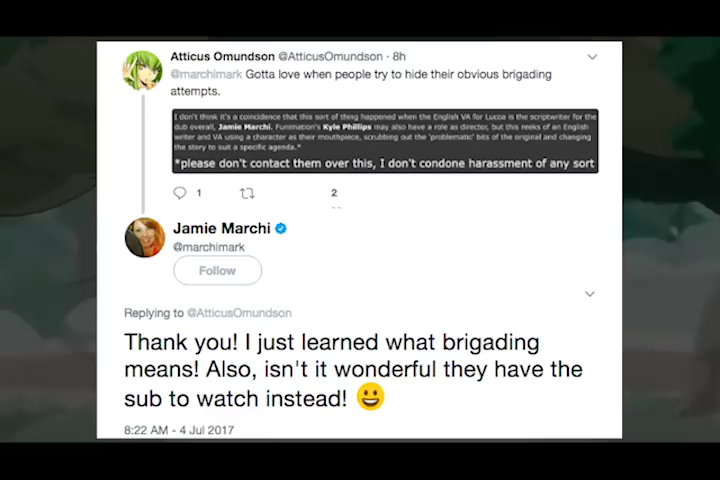 Atticus Omundson @AtticusOmundson · 8h
@marchimark Gotta love when people try to hide their obvious brigading
attempts.
I don't think it's a coincidence that this sort of thing happened when the English VA for Lucoa is the scriptwriter for the
dub overall, Jamie Marchi. Funimation's Kyle Phillips may also have a role as director, but this reeks of an English
writer and VA using a character as their mouthpiece, scrubbing out the 'problematic' bits of the original and changing
the story to suit a specific agenda.*
*please don't contact them over this, I don't condone harassment of any sort
1 2
Jamie Marchi
@marchimark
Follow
Replying to @AtticusOmundson
Thank you! I just learned what brigading
means! Also, isn't it wonderful they have the
sub to watch instead! 😀
8:22 AM - 4 Jul 2017